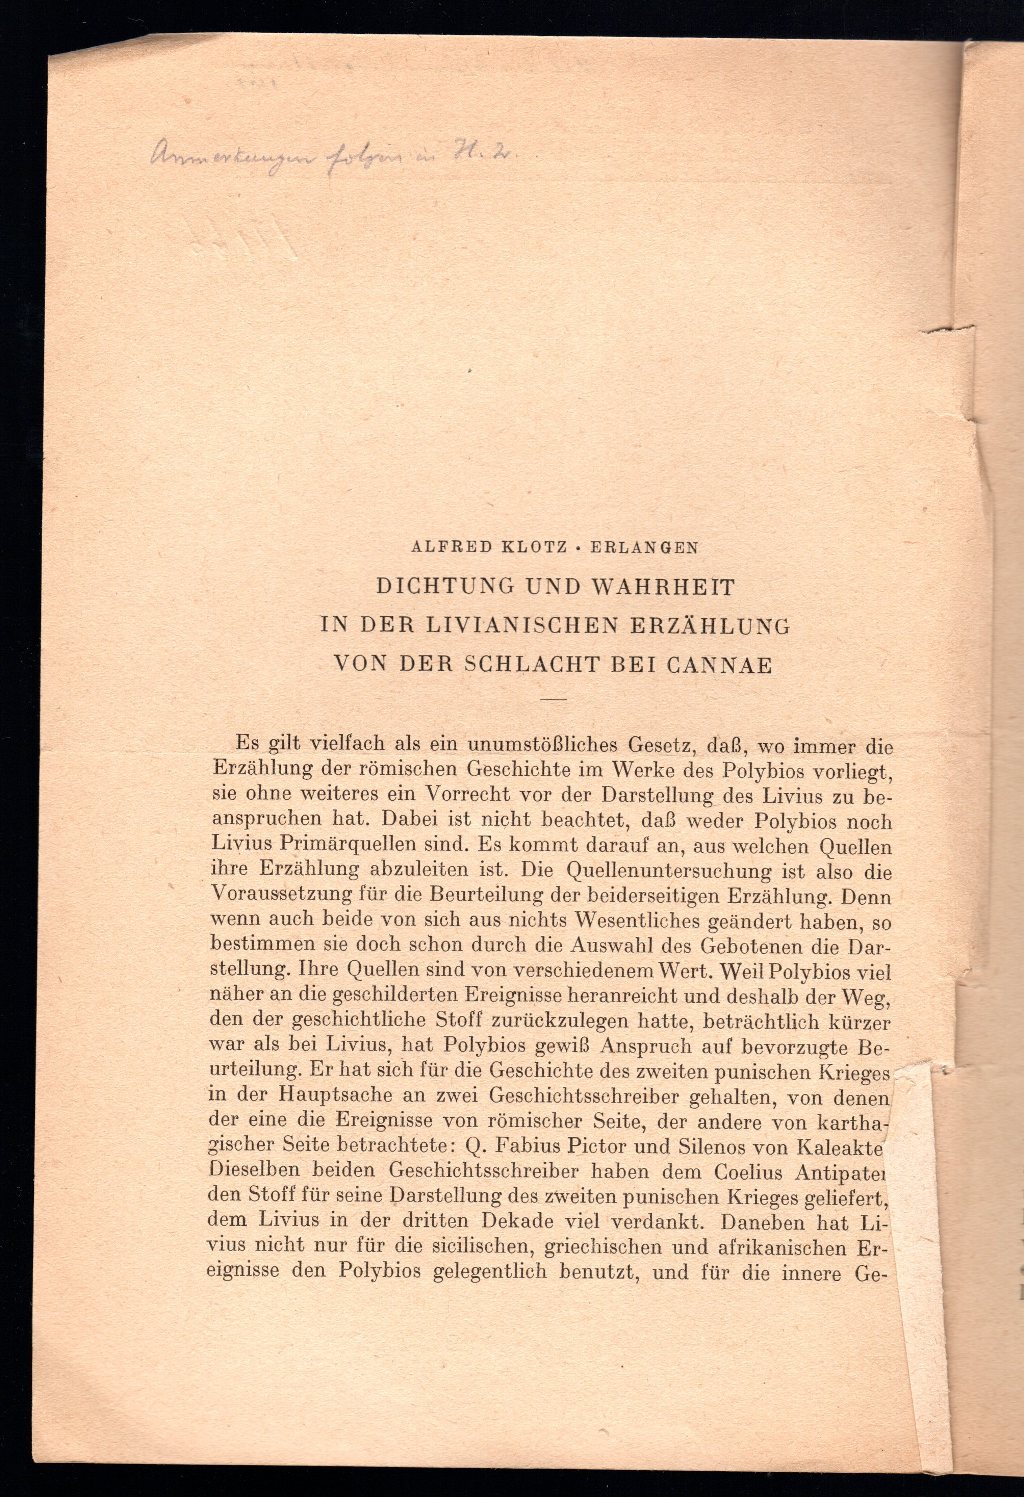 Anmerkungen folgen in H. 2.
ALFRED KLOTZ • ERLANGEN
DICHTUNG UND WAHRHEIT
IN DER LIVIANISCHEN ERZÄHLUNG
VON DER SCHLACHT BEI CANNAE
Es gilt vielfach als ein unumstößliches Gesetz, daß, wo immer die
Erzählung der römischen Geschichte im Werke des Polybios vorliegt,
sie ohne weiteres ein Vorrecht vor der Darstellung des Livius zu be-
anspruchen hat. Dabei ist nicht beachtet, daß weder Polybios noch
Livius Primärquellen sind. Es kommt darauf an, aus welchen Quellen
ihre Erzählung abzuleiten ist. Die Quellenuntersuchung ist also die
Voraussetzung für die Beurteilung der beiderseitigen Erzählung. Denn
wenn auch beide von sich aus nichts Wesentliches geändert haben, so
bestimmen sie doch schon durch die Auswahl des Gebotenen die Dar-
stellung. Ihre Quellen sind von verschiedenem Wert. Weil Polybios viel
näher an die geschilderten Ereignisse heranreicht und deshalb der Weg,
den der geschichtliche Stoff zurückzulegen hatte, beträchtlich kürzer
war als bei Livius, hat Polybios gewiß Anspruch auf bevorzugte Be-
urteilung. Er hat sich für die Geschichte des zweiten punischen Krieges
in der Hauptsache an zwei Geschichtsschreiber gehalten, von denen
der eine die Ereignisse von römischer Seite, der andere von kartha-
gischer Seite betrachtete: Q. Fabius Pictor und Silenos von Kaleakte
Dieselben beiden Geschichtsschreiber haben dem Coelius Antipater
den Stoff für seine Darstellung des zweiten punischen Krieges geliefert,
dem Livius in der dritten Dekade viel verdankt. Daneben hat Li-
vius nicht nur für die sicilischen, griechischen und afrikanischen Er-
eignisse den Polybios gelegentlich benutzt, und für die innere Ge-